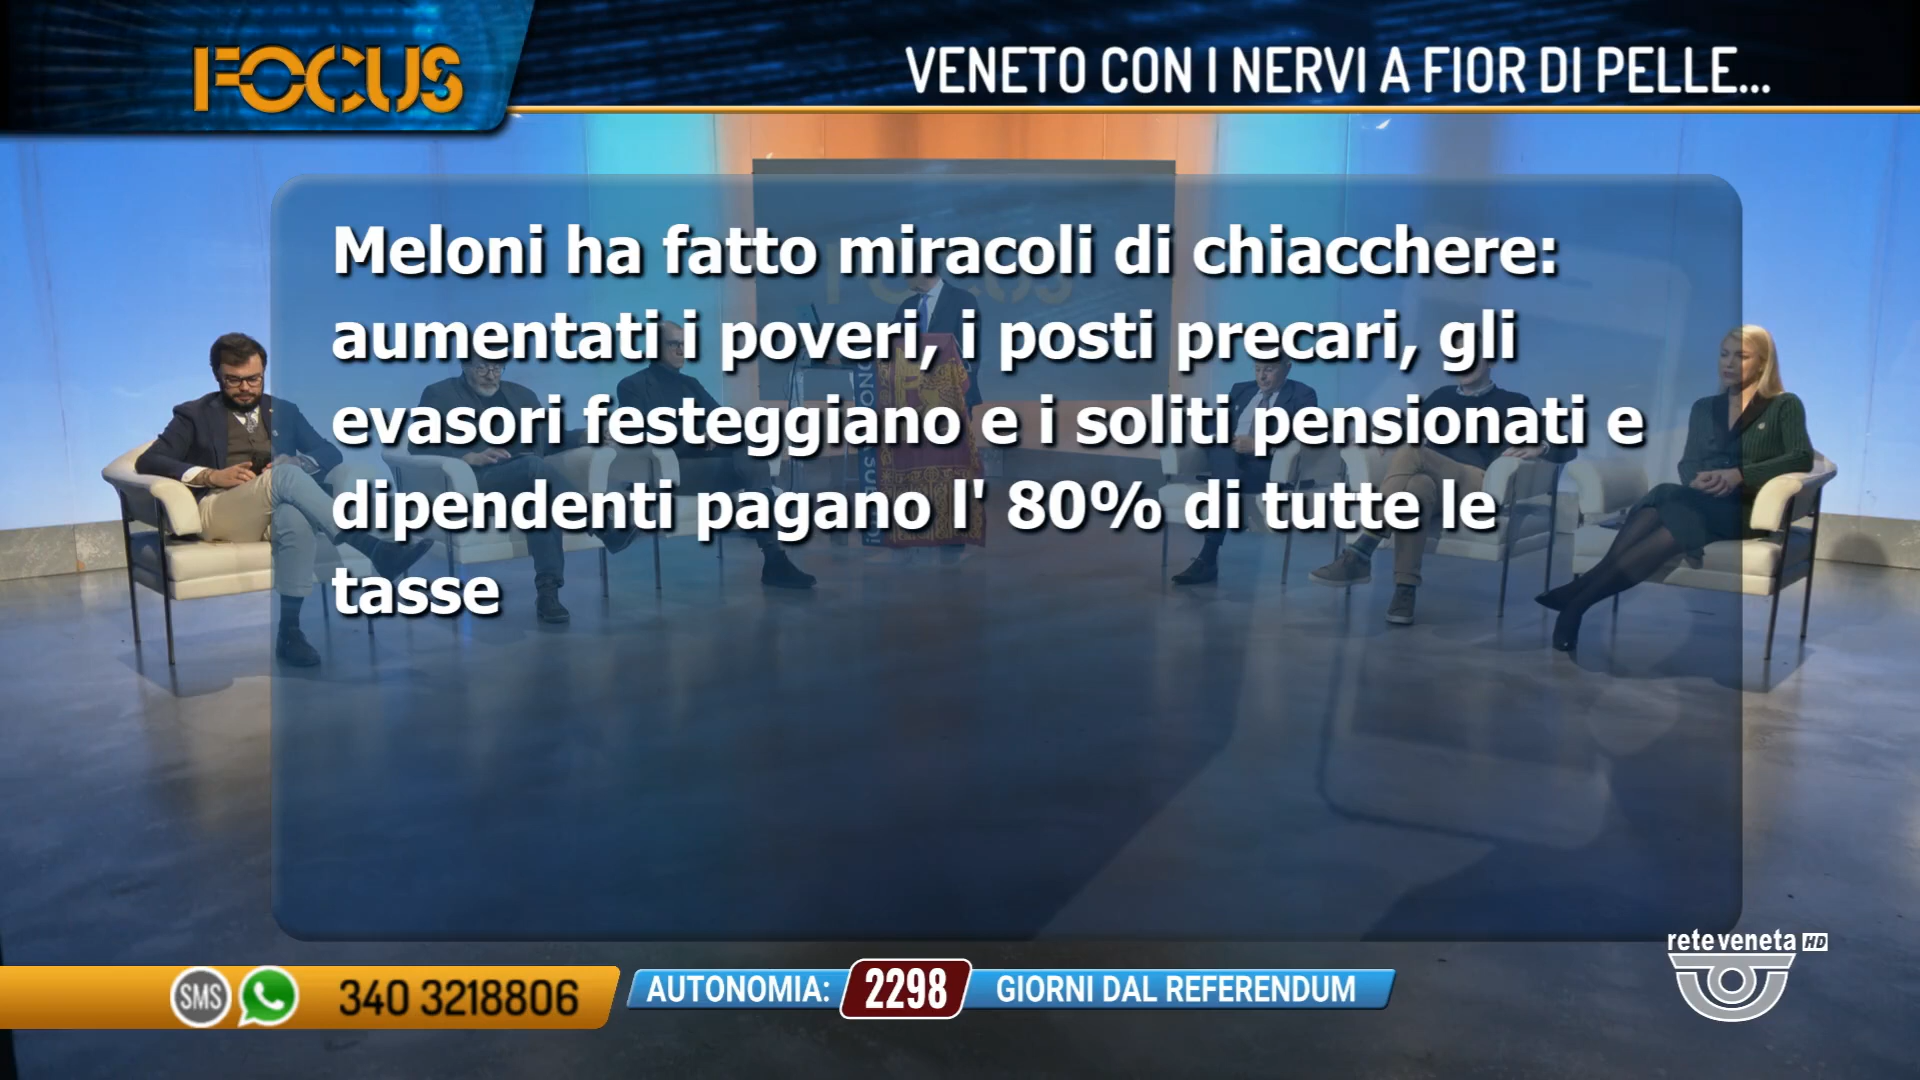 FOCUS
VENETO CON I NERVI A FIOR DI PELLE...
Meloni ha fatto miracoli di chiacchere:
aumentati i poveri, i posti precari, gli
evasori festeggiano e i soliti pensionati e
dipendenti pagano l' 80% di tutte le
tasse
reteveneta HD
SMS
340 3218806
AUTONOMIA: 2298 GIORNI DAL REFERENDUM